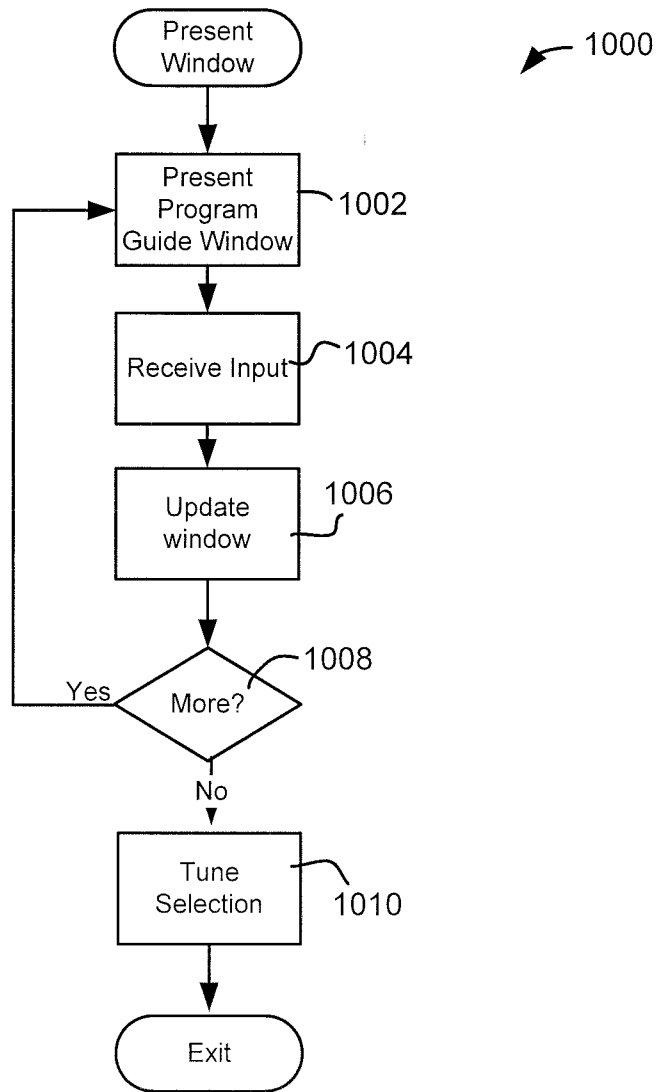 Present
Window
1000
Present
Program
Guide Window
1002
Receive Input
1004
Update
window
1006
More?
1008
Yes
No
Tune
Selection
1010
Exit